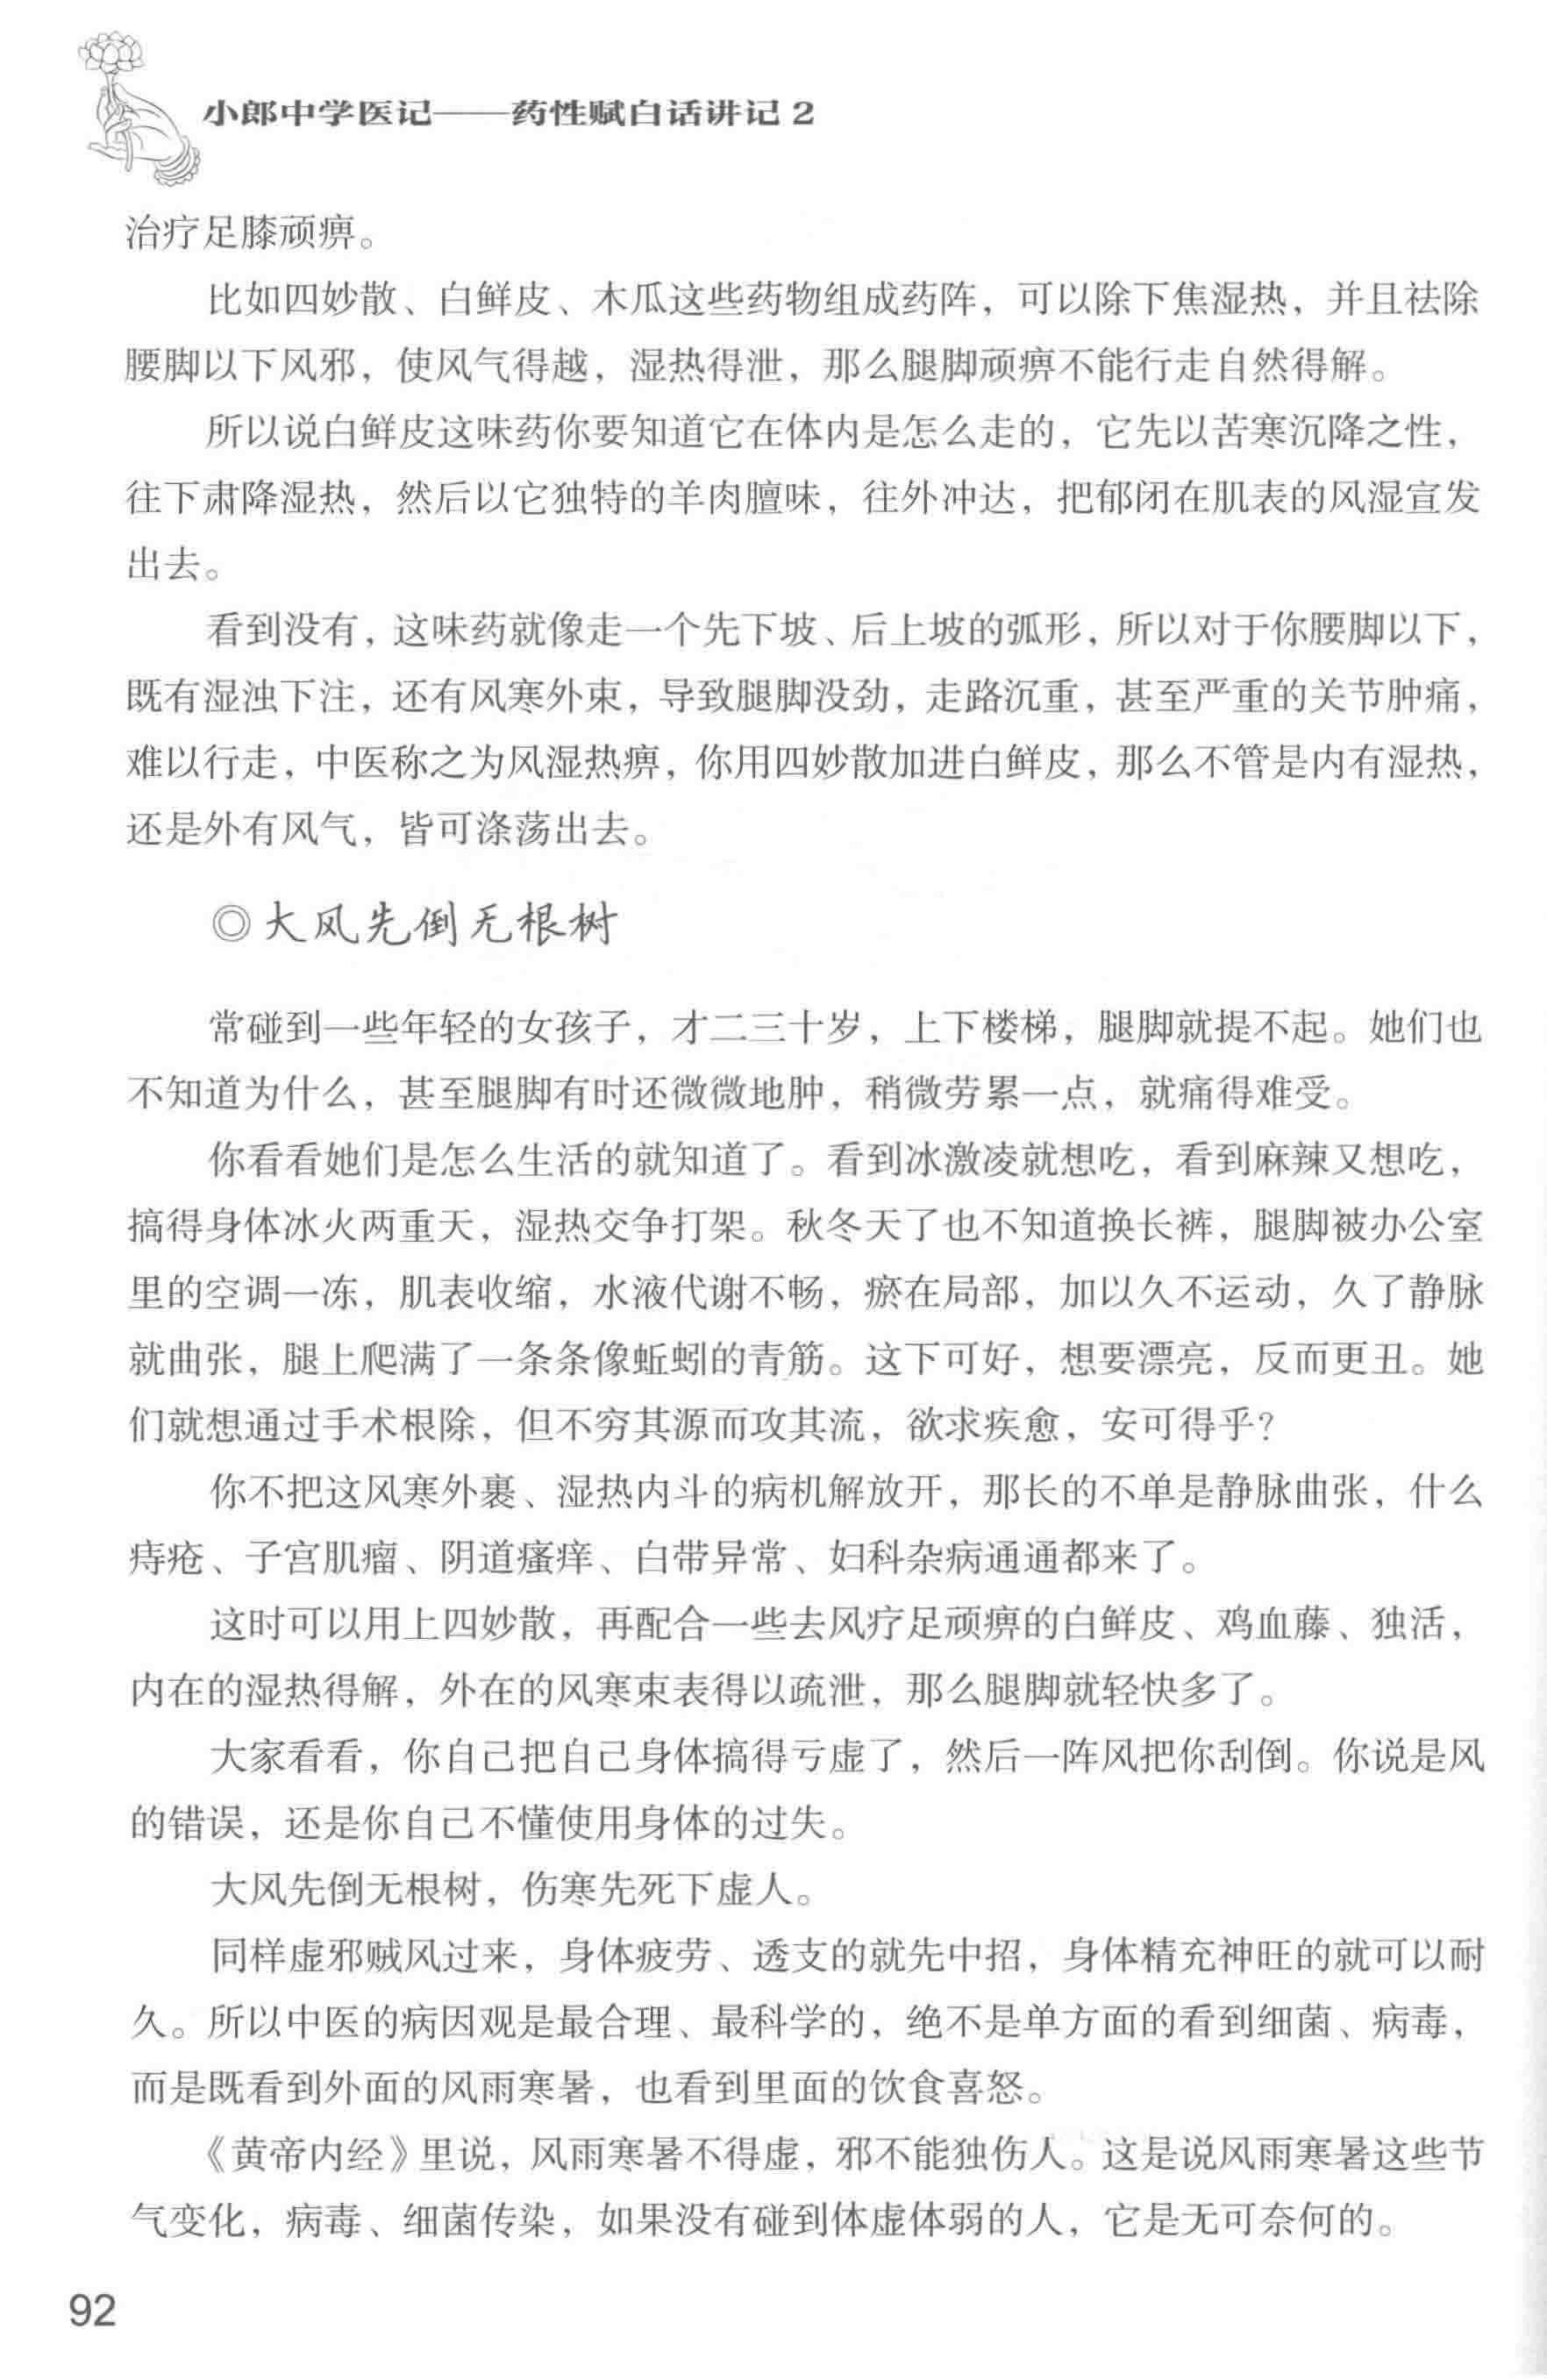 小郎中学医记——药性赋白话讲记2
治疗足膝顽痹。
比如四妙散、白鲜皮、木瓜这些药物组成药阵，可以除下焦湿热，并且祛除
腰脚以下风邪，使风气得越，湿热得泄，那么腿脚顽痹不能行走自然得解。
所以说白鲜皮这味药你要知道它在体内是怎么走的，它先以苦寒沉降之性，
往下肃降湿热，然后以它独特的羊肉膻味，往外冲达，把郁闭在肌表的风湿宣发
出去。
看到没有，这味药就像走一个先下坡、后上坡的弧形，所以对于你腰脚以下，
既有湿浊下注，还有风寒外束，导致腿脚没劲，走路沉重，甚至严重的关节肿痛，
难以行走，中医称之为风湿热痹，你用四妙散加进白鲜皮，那么不管是内有湿热，
还是外有风气，皆可涤荡出去。
◎大风先倒无根树
常碰到一些年轻的女孩子，才二三十岁，上下楼梯，腿脚就提不起。她们也
不知道为什么，甚至腿脚有时还微微地肿，稍微劳累一点，就痛得难受。
你看看她们是怎么生活的就知道了。看到冰激凌就想吃，看到麻辣又想吃，
搞得身体冰火两重天，湿热交争打架。秋冬天了也不知道换长裤，腿脚被办公室
里的空调一冻，肌表收缩，水液代谢不畅，瘀在局部，加以久不运动，久了静脉
就曲张，腿上爬满了一条条像蚯蚓的青筋。这下可好，想要漂亮，反而更丑。她
们就想通过手术根除，但不穷其源而攻其流，欲求疾愈，安可得乎？
你不把这风寒外裹、湿热内斗的病机解放开，那长的不单是静脉曲张，什么
痔疮、子宫肌瘤、阴道瘙痒、白带异常、妇科杂病通通都来了。
这时可以用上四妙散，再配合一些去风疗足顽痹的白鲜皮、鸡血藤、独活，
内在的湿热得解，外在的风寒束表得以疏泄，那么腿脚就轻快多了。
大家看看，你自己把自己身体搞得亏虚了，然后一阵风把你刮倒。你说是风
的错误，还是你自己不懂使用身体的过失。
大风先倒无根树，伤寒先死下虚人。
同样虚邪贼风过来，身体疲劳、透支的就先中招，身体精充神旺的就可以耐
久。所以中医的病因观是最合理、最科学的，绝不是单方面的看到细菌、病毒，
而是既看到外面的风雨寒暑，也看到里面的饮食喜怒。
《黄帝内经》里说，风雨寒暑不得虚，邪不能独伤人。这是说风雨寒暑这些节
气变化，病毒、细菌传染，如果没有碰到体虚体弱的人，它是无可奈何的。
92